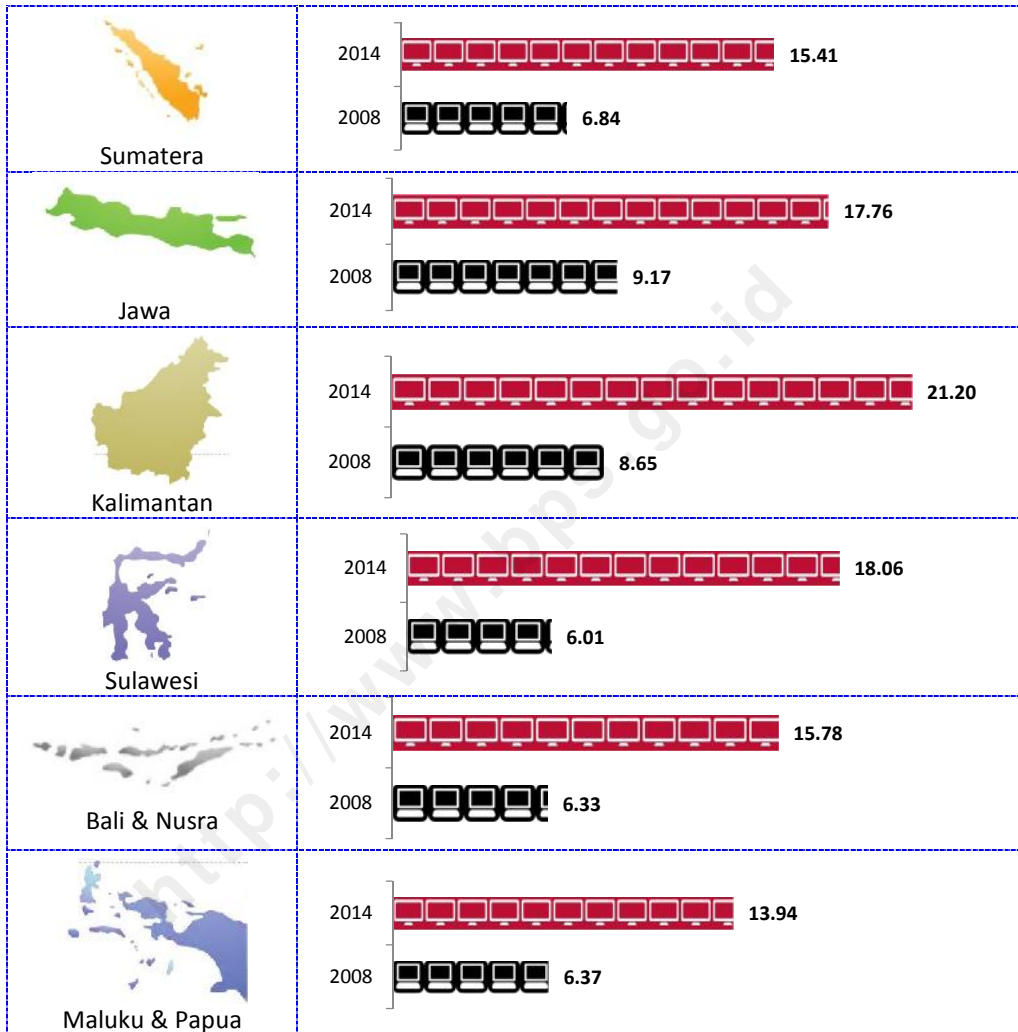 2014 15.41
2008 6.84
Sumatera
2014 17.76
2008 9.17
Jawa
2014 21.20
2008 8.65
Kalimantan
2014 18.06
2008 6.01
Sulawesi
2014 15.78
2008 6.33
Bali & Nusra
2014 13.94
2008 6.37
Maluku & Papua
http://www.bps.go.id